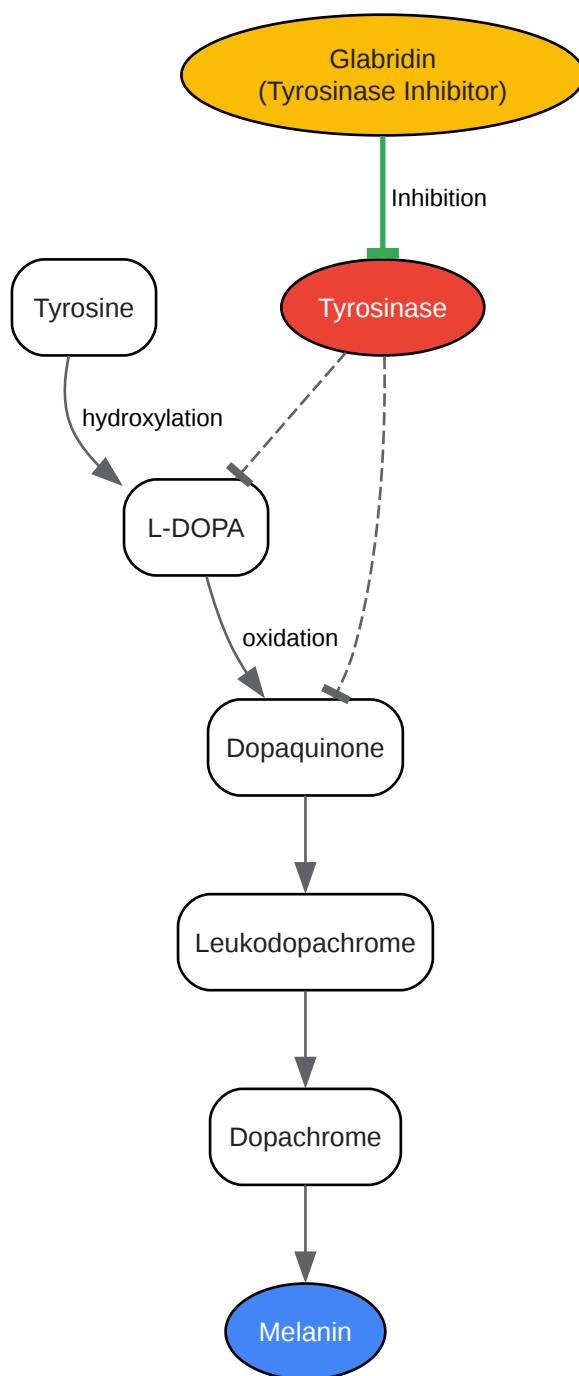 Glabridin
(Tyrosinase Inhibitor)
Inhibition
Tyrosine
Tyrosinase
hydroxylation
L-DOPA
oxidation
Dopaquinone
Leukodopachrome
Dopachrome
Melanin